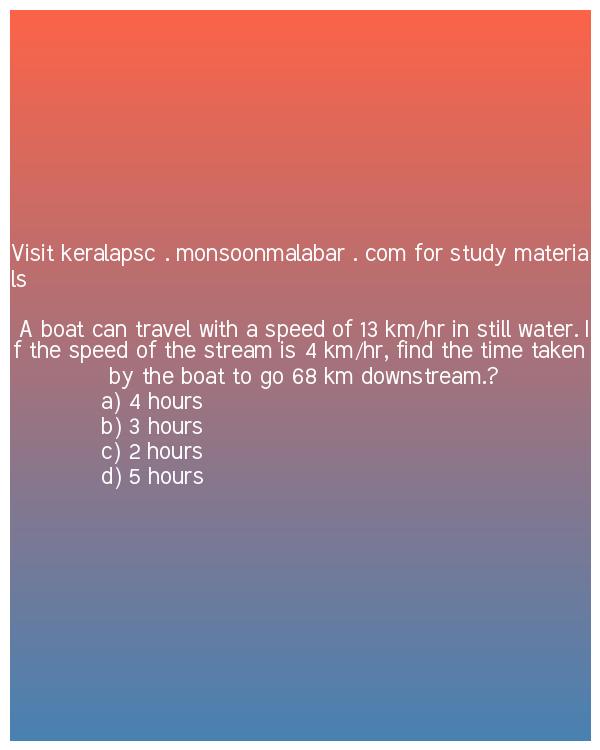 Visit keralapsc . monsoonmalabar . com for study materia
ls
A boat can travel with a speed of 13 km/hr in still water. I
f the speed of the stream is 4 km/hr, find the time taken
by the boat to go 68 km downstream.?
a) 4 hours
b) 3 hours
c) 2 hours
d) 5 hours